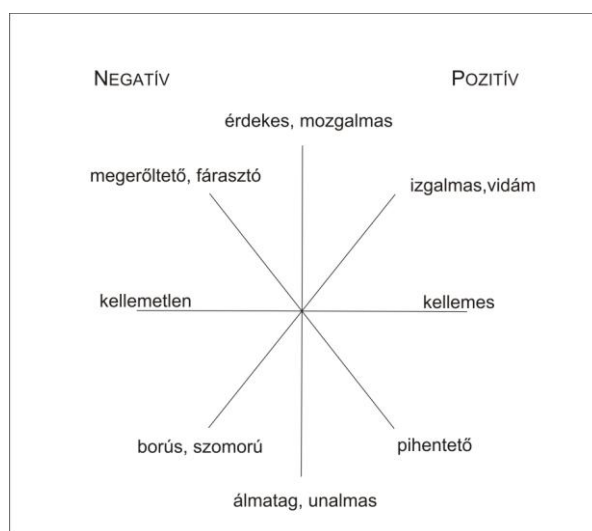 NEGATÍV
POZITÍV
érdekes, mozgalmas
megerőltető, fárasztó
izgalmas,vidám
kellemetlen
kellemes
borús, szomorú
pihentető
álmatag, unalmas